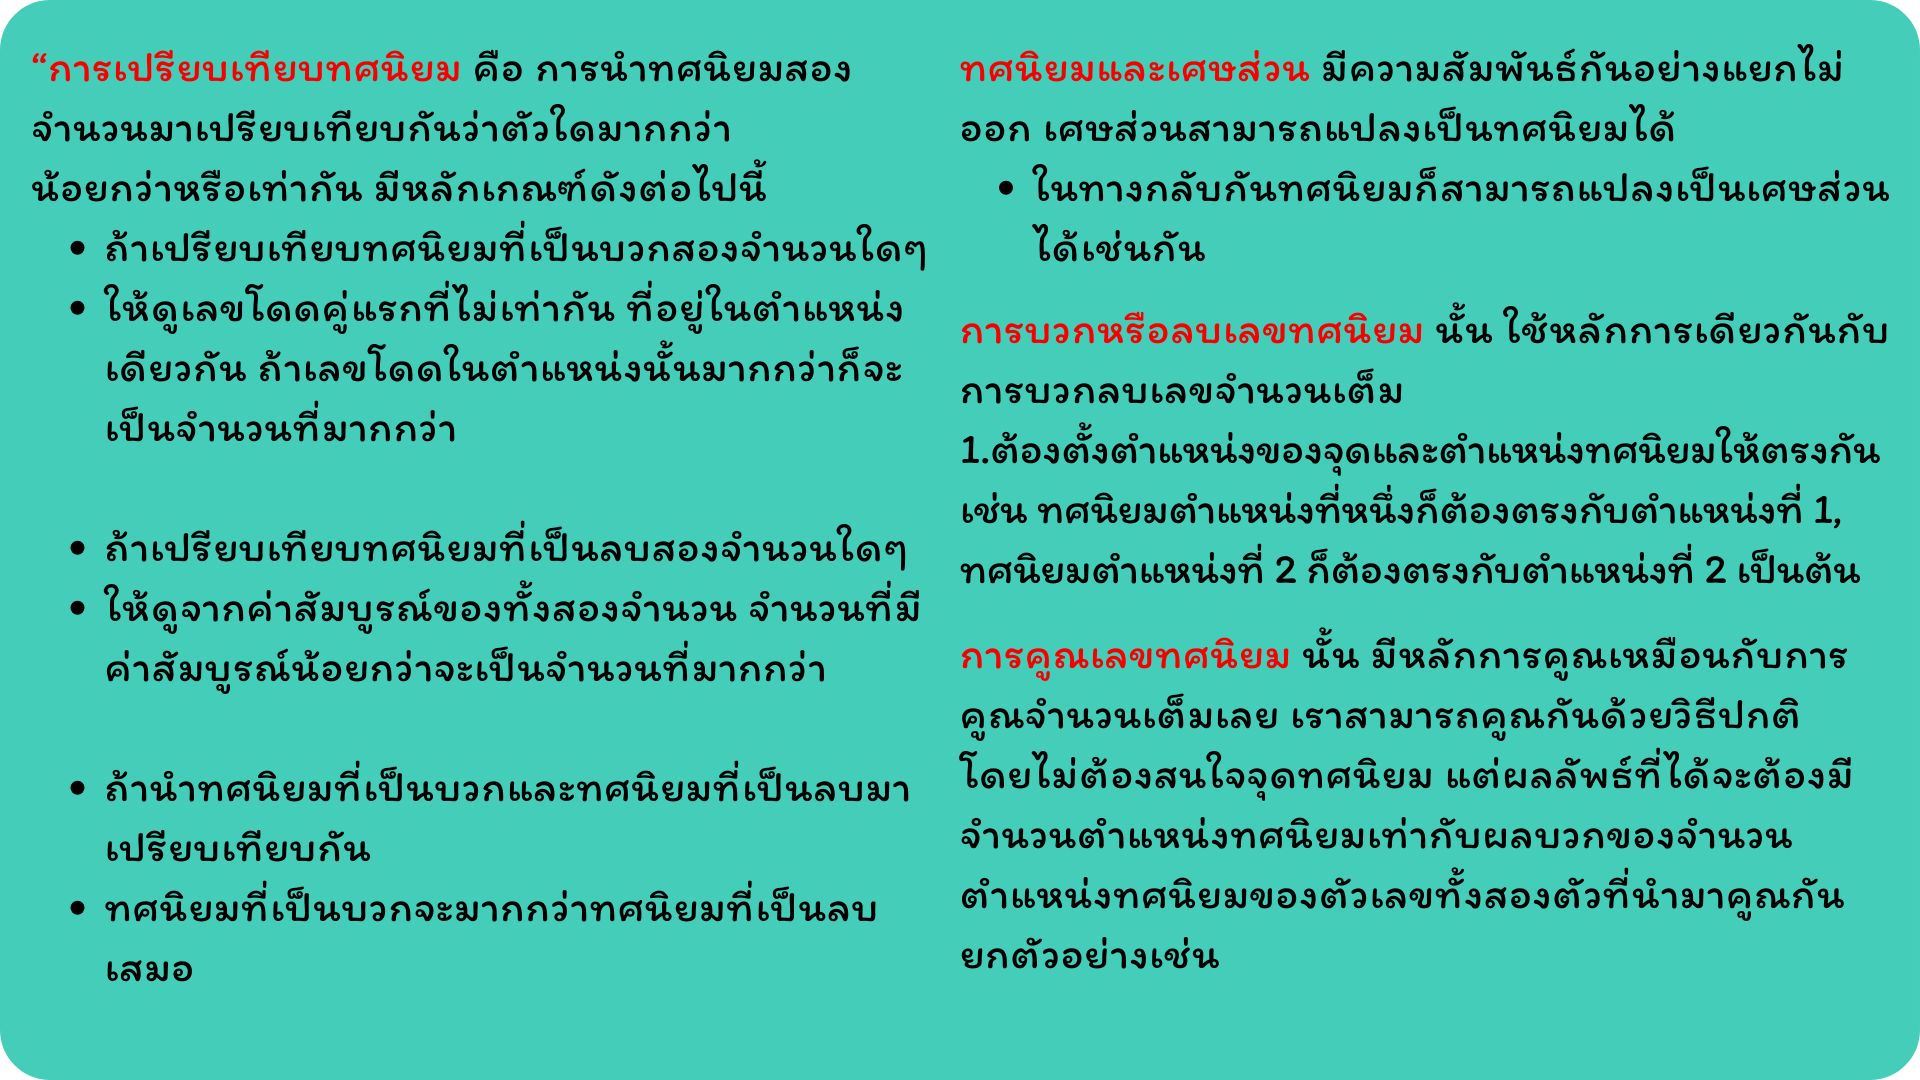 “การเปรียบเทียบทศนิยม คือ การนำทศนิยมสอง
จำนวนมาเปรียบเทียบกันว่าตัวใดมากกว่า
น้อยกว่าหรือเท่ากัน มีหลักเกณฑ์ดังต่อไปนี้
• ถ้าเปรียบเทียบทศนิยมที่เป็นบวกสองจำนวนใดๆ
• ให้ดูเลขโดดคู่แรกที่ไม่เท่ากัน ที่อยู่ในตำแหน่ง
เดียวกัน ถ้าเลขโดดในตำแหน่งนั้นมากกว่าก็จะ
เป็นจำนวนที่มากกว่า
• ถ้าเปรียบเทียบทศนิยมที่เป็นลบสองจำนวนใดๆ
• ให้ดูจากค่าสัมบูรณ์ของทั้งสองจำนวน จำนวนที่มี
ค่าสัมบูรณ์น้อยกว่าจะเป็นจำนวนที่มากกว่า
• ถ้านำทศนิยมที่เป็นบวกและทศนิยมที่เป็นลบมา
เปรียบเทียบกัน
• ทศนิยมที่เป็นบวกจะมากกว่าทศนิยมที่เป็นลบ
เสมอ
ทศนิยมและเศษส่วน มีความสัมพันธ์กันอย่างแยกไม่
ออก เศษส่วนสามารถแปลงเป็นทศนิยมได้
• ในทางกลับกันทศนิยมก็สามารถแปลงเป็นเศษส่วน
ได้เช่นกัน
การบวกหรือลบเลขทศนิยม นั้น ใช้หลักการเดียวกันกับ
การบวกลบเลขจำนวนเต็ม
1.ต้องตั้งตำแหน่งของจุดและตำแหน่งทศนิยมให้ตรงกัน
เช่น ทศนิยมตำแหน่งที่หนึ่งก็ต้องตรงกับตำแหน่งที่ 1,
ทศนิยมตำแหน่งที่ 2 ก็ต้องตรงกับตำแหน่งที่ 2 เป็นต้น
การคูณเลขทศนิยม นั้น มีหลักการคูณเหมือนกับการ
คูณจำนวนเต็มเลย เราสามารถคูณกันด้วยวิธีปกติ
โดยไม่ต้องสนใจจุดทศนิยม แต่ผลลัพธ์ที่ได้จะต้องมี
จำนวนตำแหน่งทศนิยมเท่ากับผลบวกของจำนวน
ตำแหน่งทศนิยมของตัวเลขทั้งสองตัวที่นำมาคูณกัน
ยกตัวอย่างเช่น